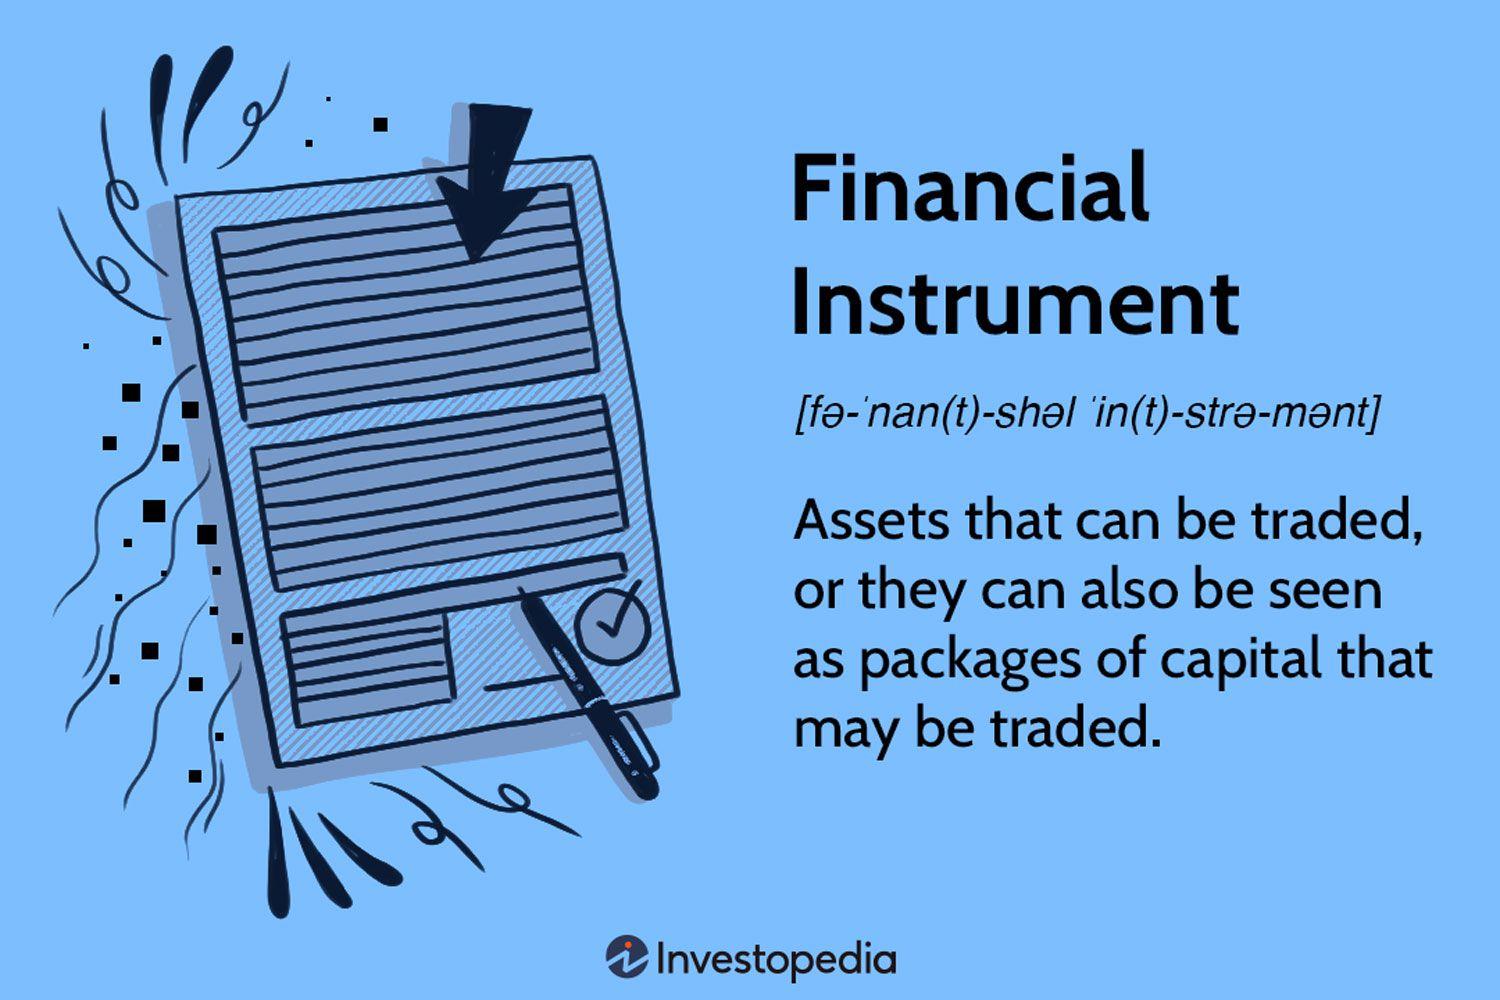 Financial
Instrument
[fə-ˈnan(t)-shəl ˈin(t)-strə-mənt]
Assets that can be traded,
or they can also be seen
as packages of capital that
may be traded.
Investopedia